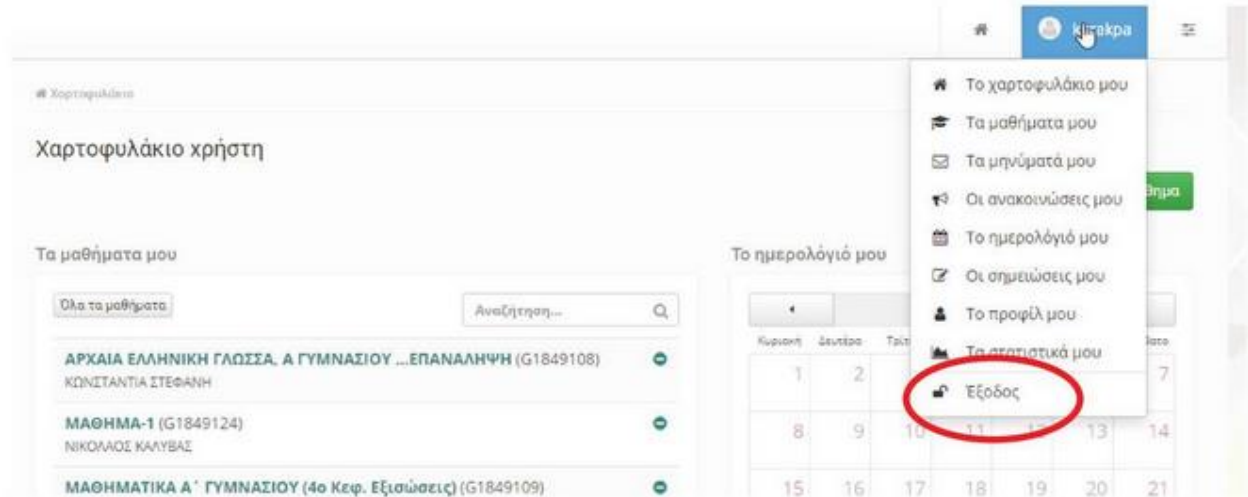 Χαρτοφυλάκιο
Χαρτοφυλάκιο χρήστη
Το χαρτοφυλάκιο μου
Τα μαθήματα μου
Τα μηνύματά μου
Οι ανακοινώσεις μου
Το ημερολόγιό μου
Οι σημειώσεις μου
Το προφίλ μου
Τα στατιστικά μου
Έξοδος
Τα μαθήματα μου
Όλα τα μαθήματα
Αναζήτηση...
ΑΡΧΑΙΑ ΕΛΛΗΝΙΚΗ ΓΛΩΣΣΑ, Α ΓΥΜΝΑΣΙΟΥ ...ΕΠΑΝΑΛΗΨΗ (G1849108)
ΚΩΝΣΤΑΝΤΙΑ ΣΤΕΦΑΝΗ
ΜΑΘΗΜΑ-1 (G1849124)
ΝΙΚΟΛΑΟΣ ΚΑΛΥΒΑΣ
ΜΑΘΗΜΑΤΙΚΑ Α΄ ΓΥΜΝΑΣΙΟΥ (4ο Κεφ. Εξισώσεις) (G1849109)
Το ημερολόγιό μου
Κυριακή Δευτέρα
1 2 7
8 9 10 11 12 13 14
15 16 17 18 19 20 21